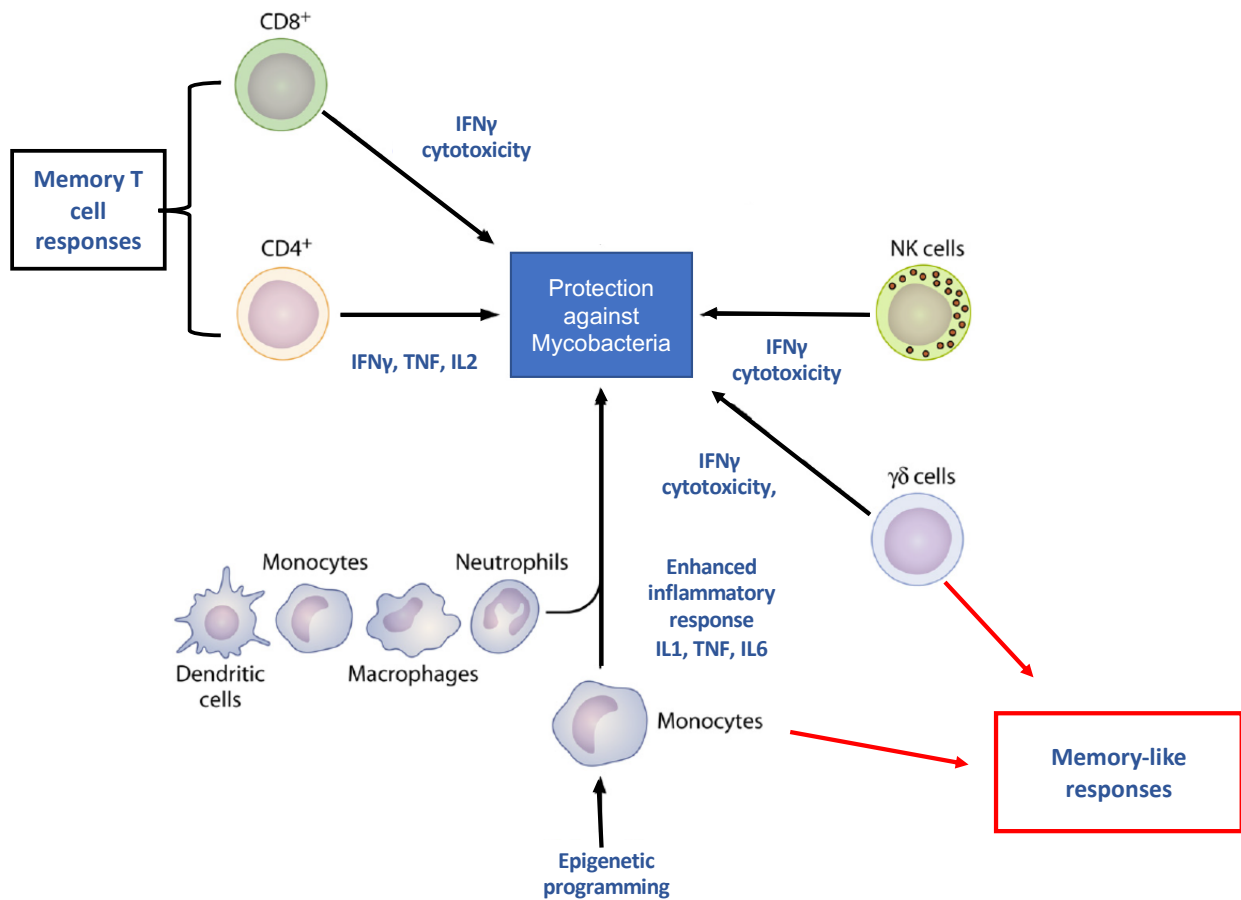 CD8⁺
IFNγ
cytotoxicity
Memory T
cell
responses
CD4⁺
IFNγ, TNF, IL2
Protection
against
Mycobacteria
NK cells
IFNγ
cytotoxicity
IFNγ
cytotoxicity,
γδ cells
Monocytes
Neutrophils
Dendritic
cells
Macrophages
Enhanced
inflammatory
response
IL1, TNF, IL6
Monocytes
Memory-like
responses
Epigenetic
programming